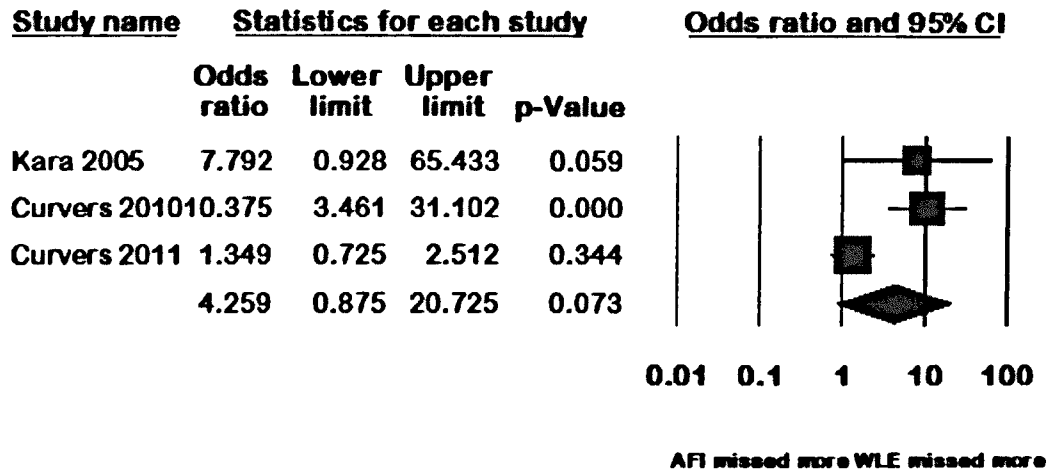 Study name Statistics for each study Odds ratio and 95% CI
Odds Lower Upper
ratio limit limit p-Value
Kara 2005 7.792 0.928 65.433 0.059
Curvers 201010.375 3.461 31.102 0.000
Curvers 2011 1.349 0.725 2.512 0.344
4.259 0.875 20.725 0.073
0.01 0.1 1 10 100
AFI missed more WLE missed more